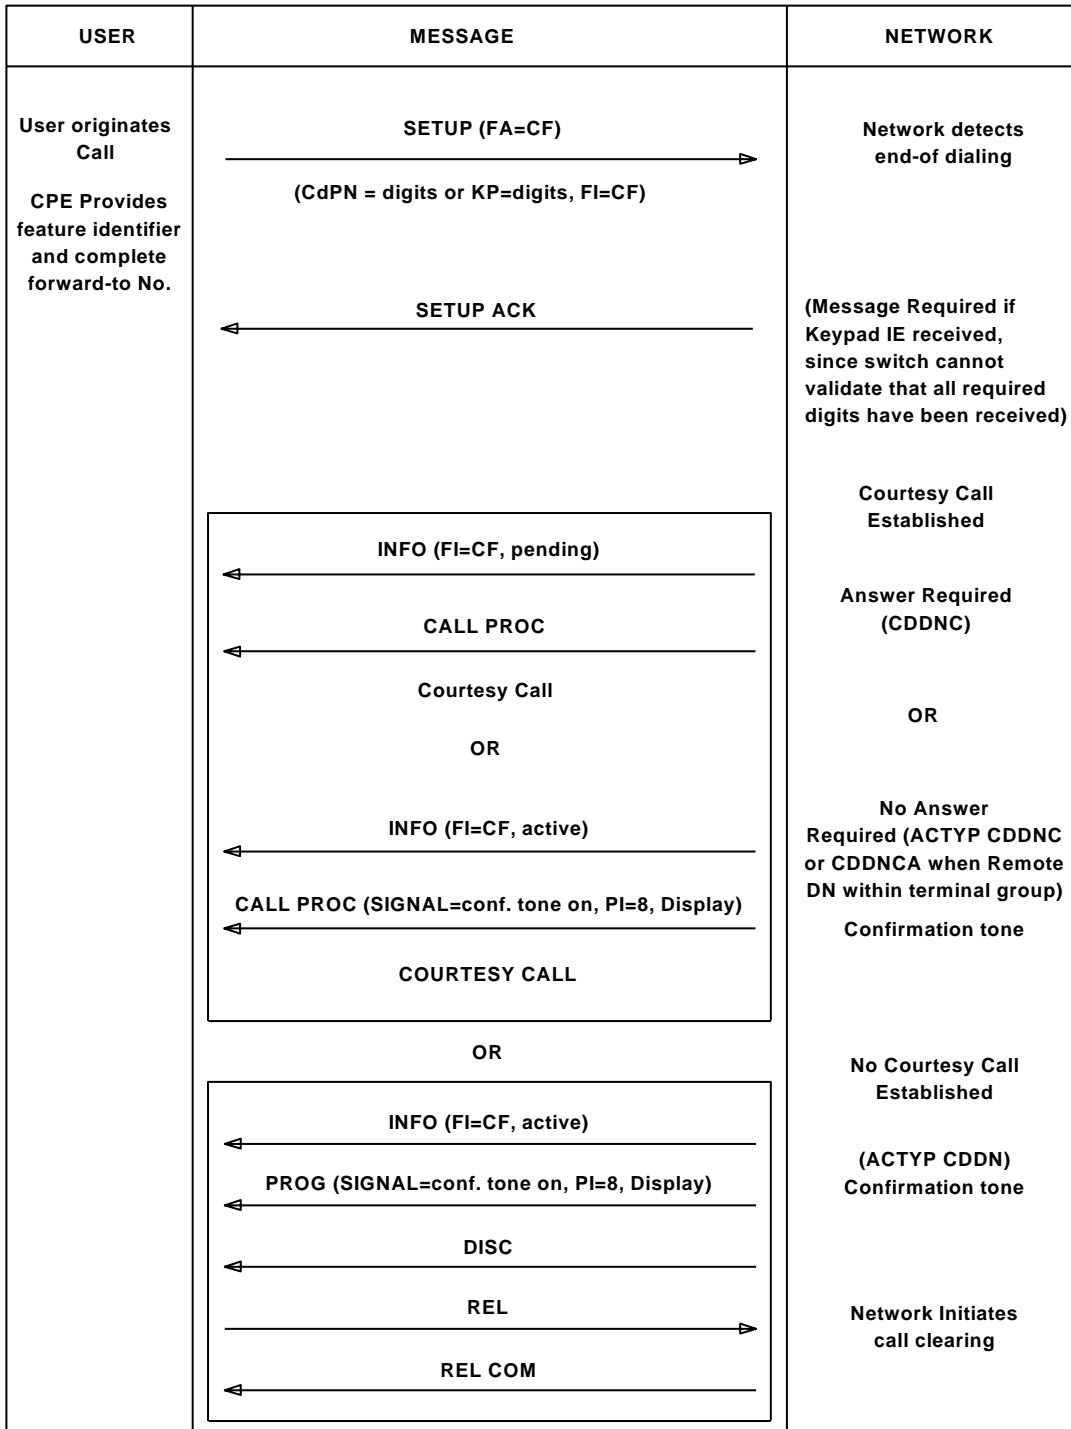 USER
MESSAGE
NETWORK
User originates
Call
SETUP (FA=CF)
Network detects
end-of dialing
CPE Provides
feature identifier
and complete
forward-to No.
(CdPN = digits or KP=digits, FI=CF)
SETUP ACK
(Message Required if
Keypad IE received,
since switch cannot
validate that all required
digits have been received)
Courtesy Call
Established
INFO (FI=CF, pending)
Answer Required
(CDDNC)
CALL PROC
Courtesy Call
OR
OR
INFO (FI=CF, active)
No Answer
Required (ACTYP CDDNC
or CDDNCA when Remote
DN within terminal group)
CALL PROC (SIGNAL=conf. tone on, PI=8, Display)
Confirmation tone
COURTESY CALL
OR
No Courtesy Call
Established
INFO (FI=CF, active)
(ACTYP CDDN)
Confirmation tone
PROG (SIGNAL=conf. tone on, PI=8, Display)
DISC
REL
Network Initiates
call clearing
REL COM